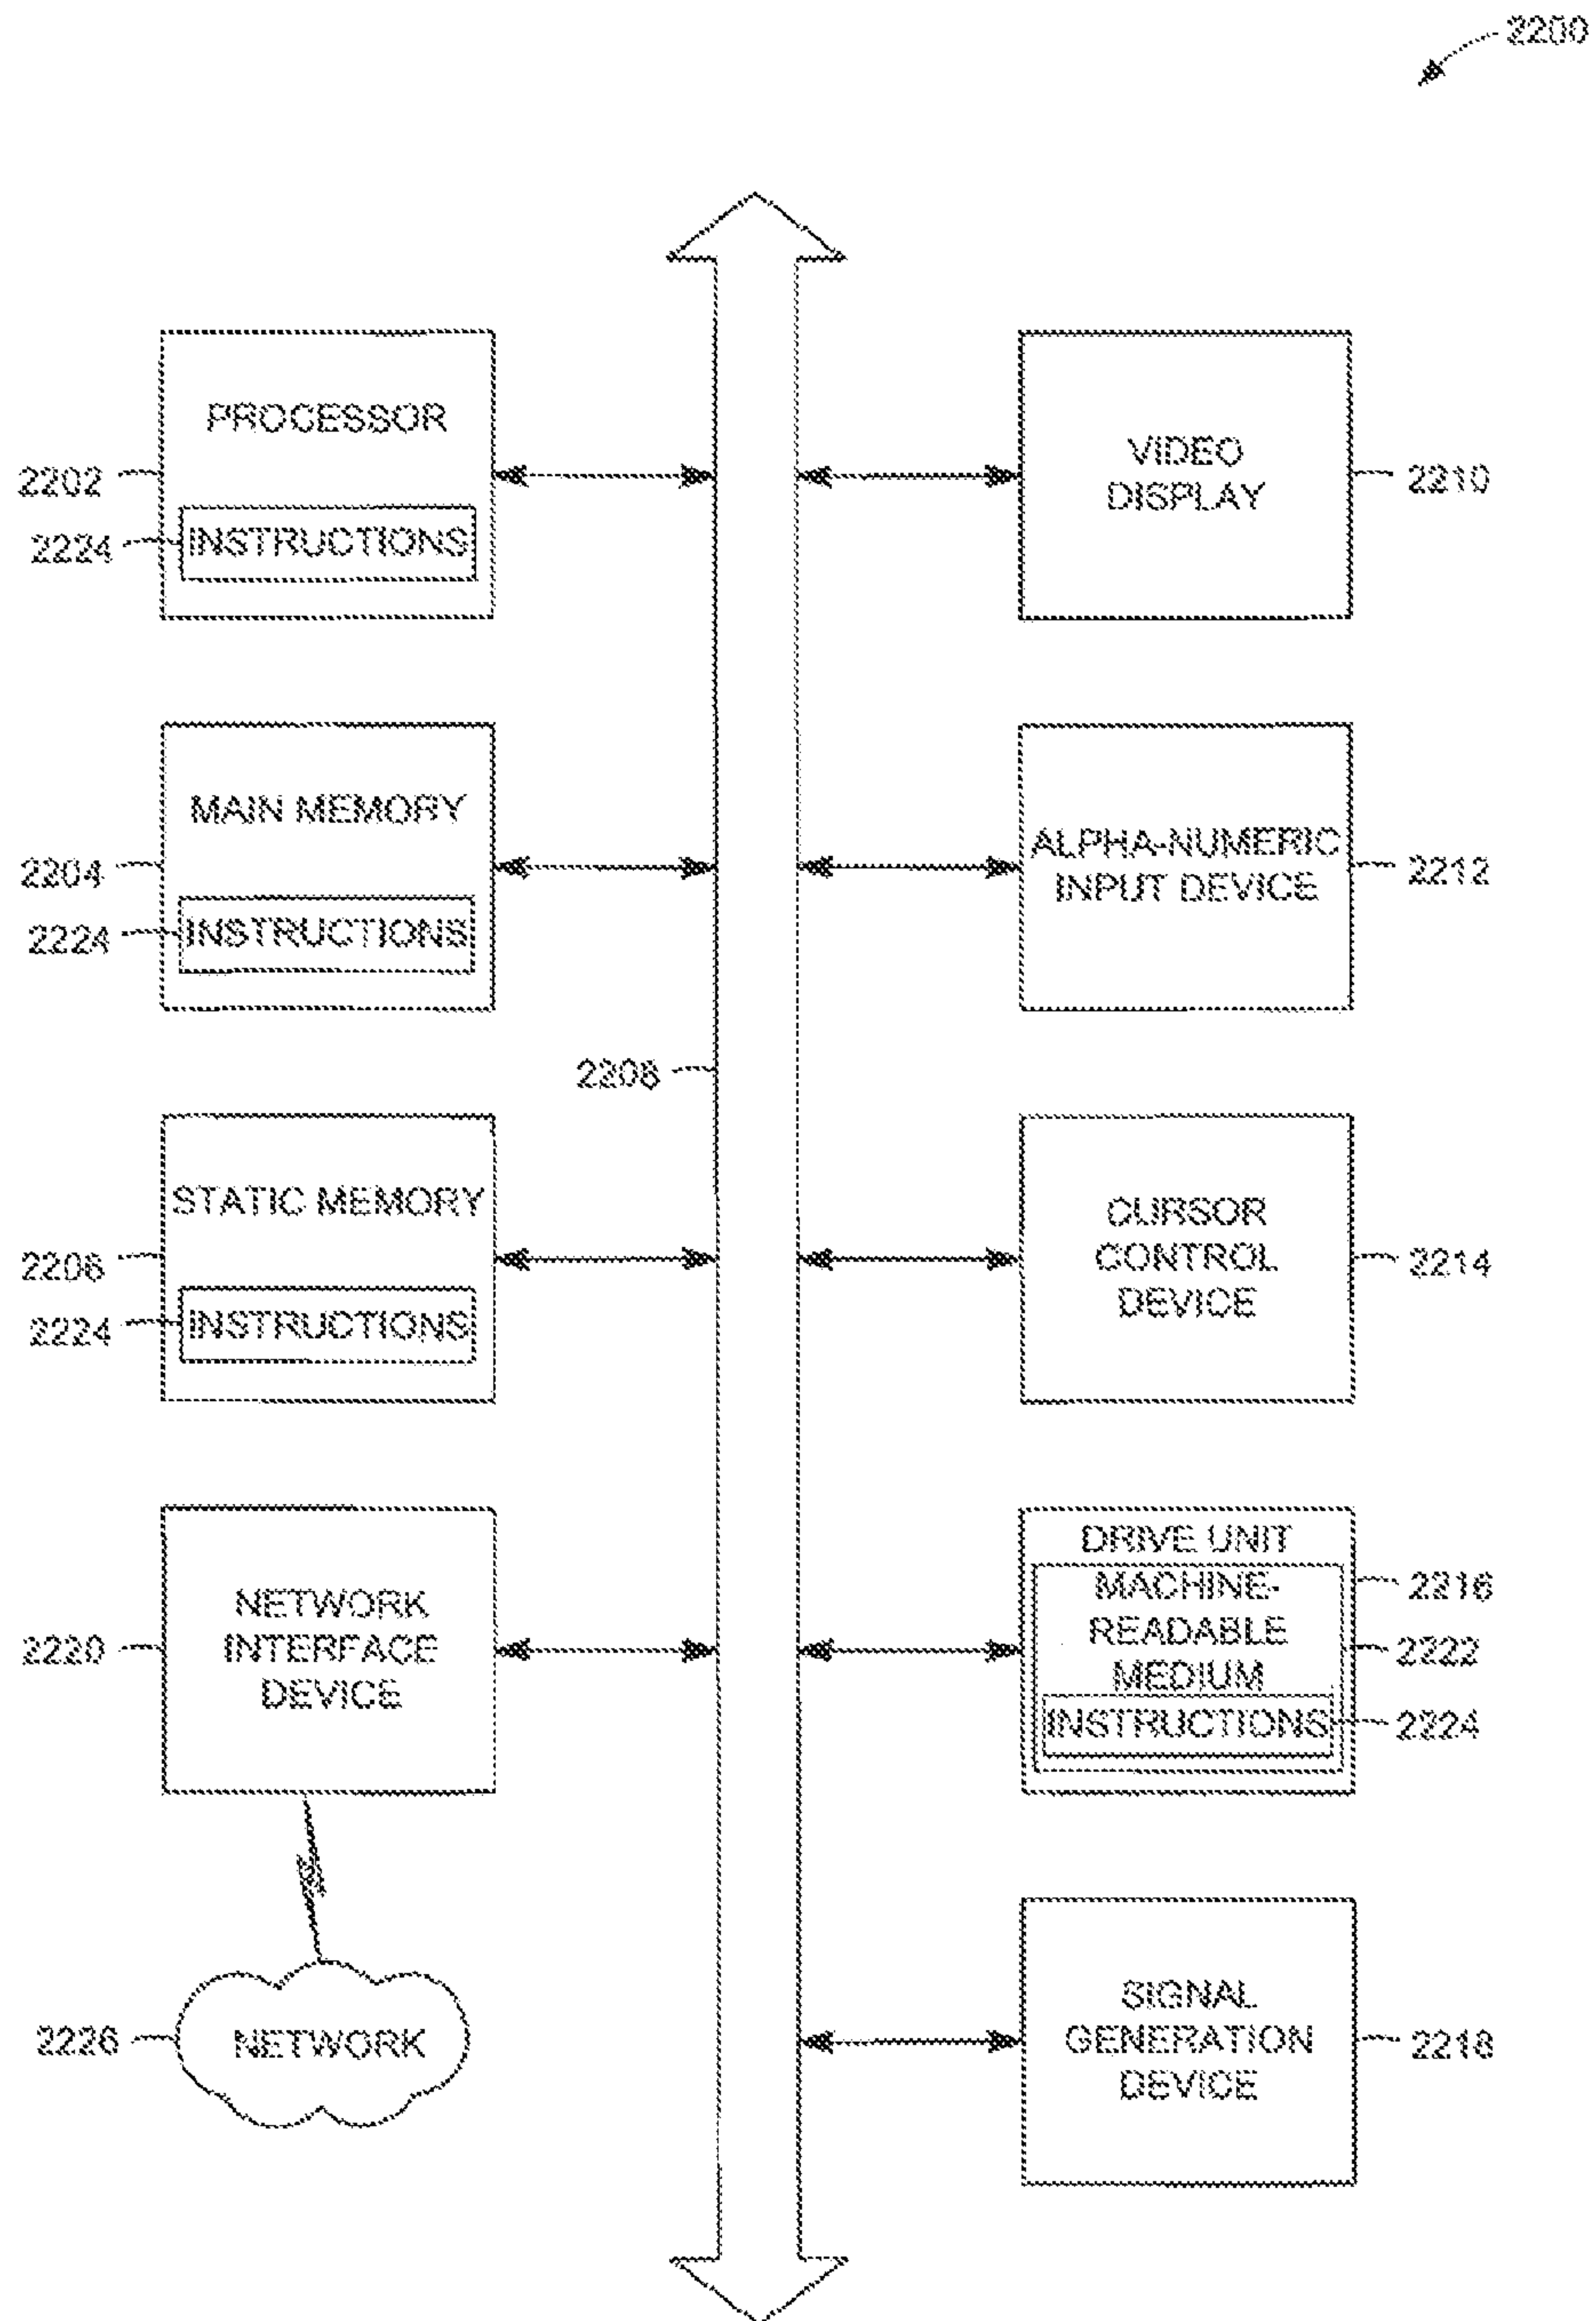 2200
PROCESSOR
2202
INSTRUCTIONS
2224
VIDEO
DISPLAY
2210
MAIN MEMORY
2204
INSTRUCTIONS
2224
ALPHA-NUMERIC
INPUT DEVICE
2212
2208
STATIC MEMORY
2206
INSTRUCTIONS
2224
CURSOR
CONTROL
DEVICE
2214
NETWORK
INTERFACE
DEVICE
2220
DRIVE UNIT
2216
MACHINE-
READABLE
MEDIUM
2222
INSTRUCTIONS
2224
NETWORK
2226
SIGNAL
GENERATION
DEVICE
2218